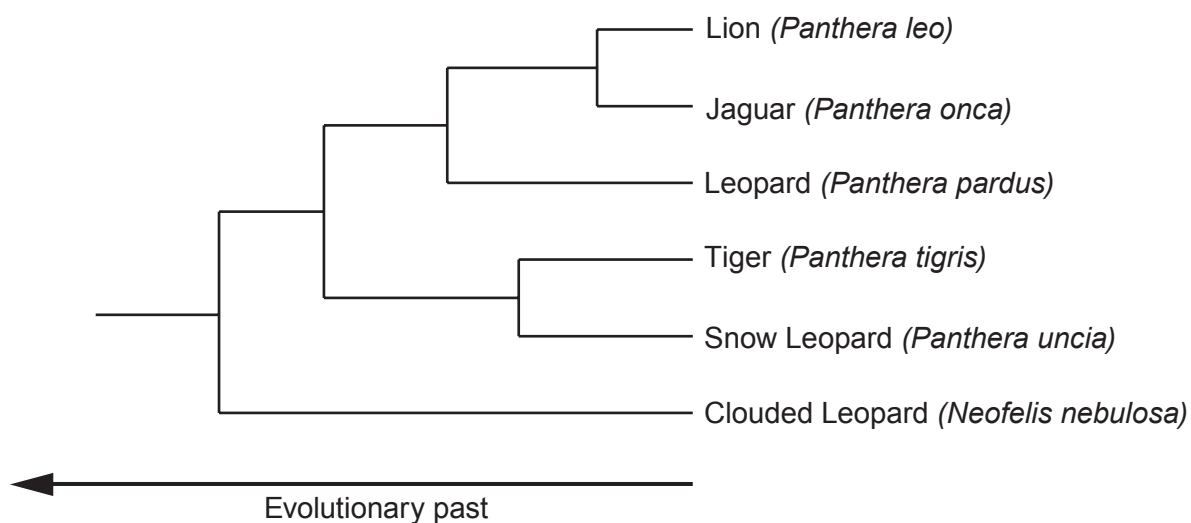 Lion (Panthera leo)
Jaguar (Panthera onca)
Leopard (Panthera pardus)
Tiger (Panthera tigris)
Snow Leopard (Panthera uncia)
Clouded Leopard (Neofelis nebulosa)
Evolutionary past